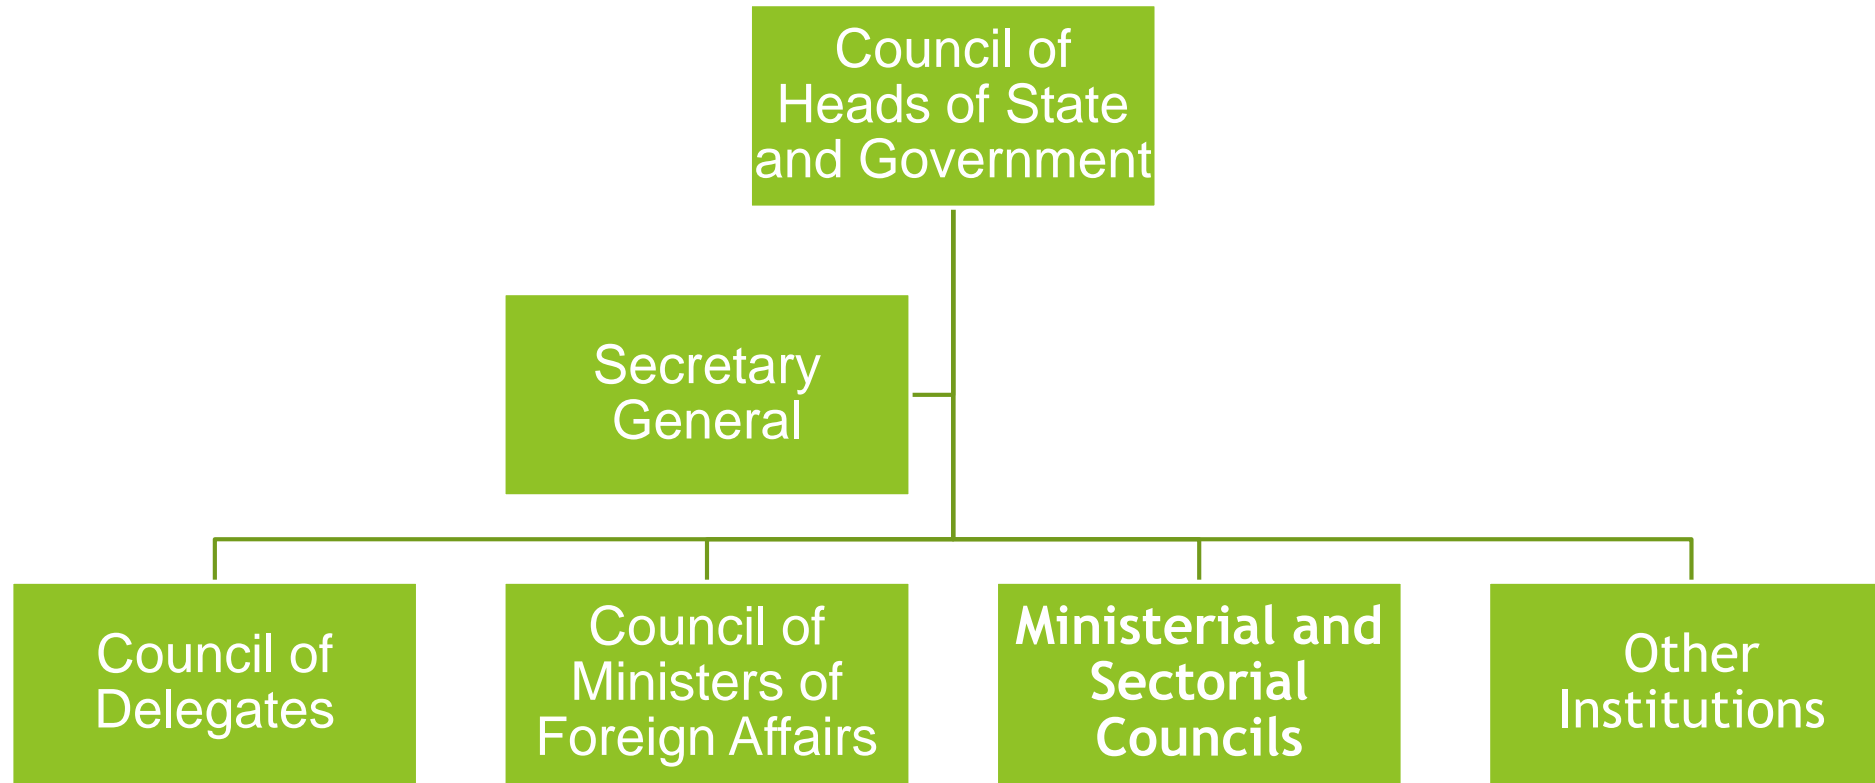 Council of
Heads of State
and Government
Secretary
General
Council of
Delegates
Council of
Ministers of
Foreign Affairs
Ministerial and
Sectorial
Councils
Other
Institutions